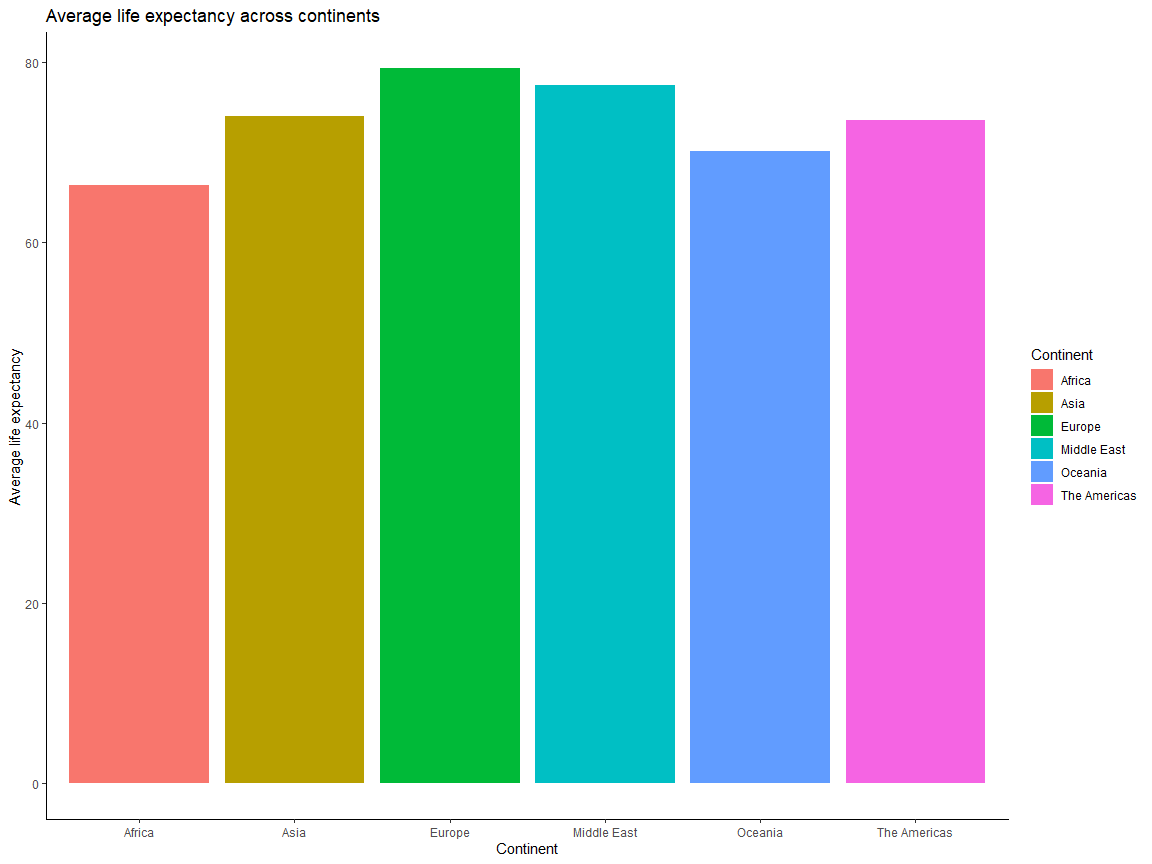 Average life expectancy across continents
80
60
40
20
0
Average life expectancy
Africa
Asia
Europe
Middle East
Oceania
The Americas
Continent
Continent
Africa
Asia
Europe
Middle East
Oceania
The Americas